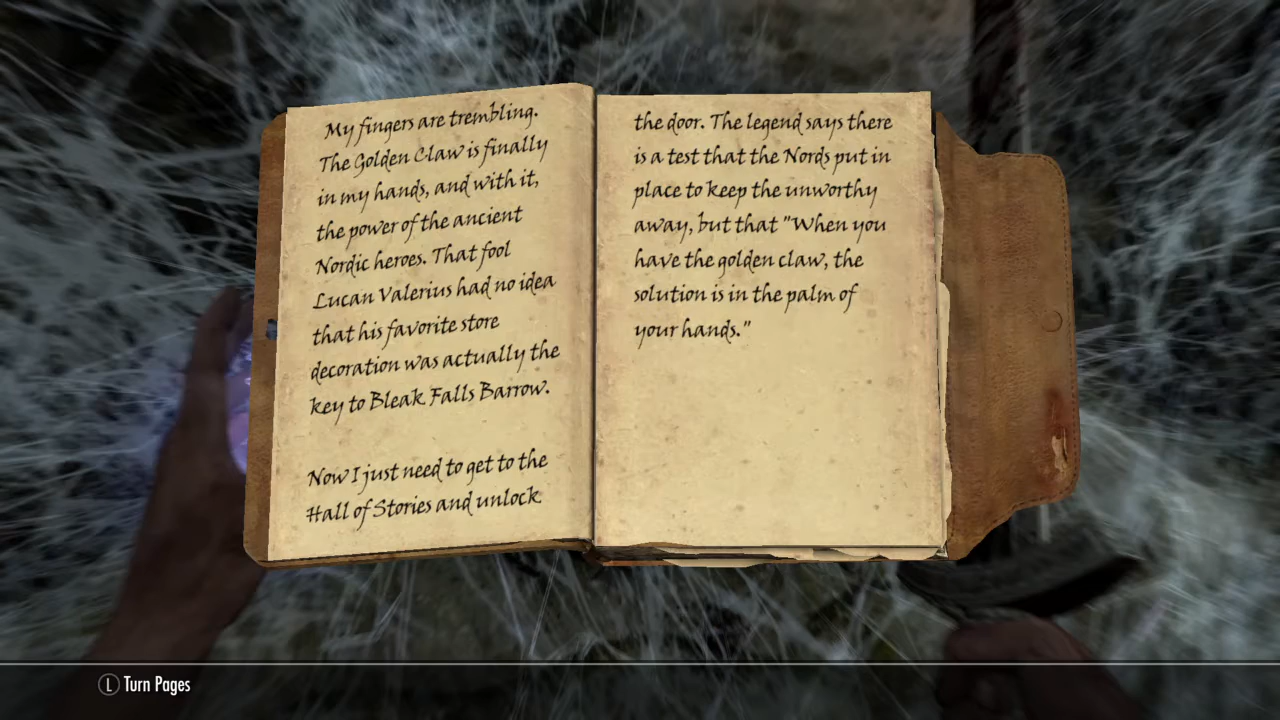 My fingers are trembling.
The Golden Claw is finally
in my hands, and with it,
the power of the ancient
Nordic heroes. That fool
Lucan Valerius had no idea
that his favorite store
decoration was actually the
key to Bleak Falls Barrow.
Now I just need to get to the
Hall of Stories and unlock
the door. The legend says there
is a test that the Nords put in
place to keep the unworthy
away, but that "When you
have the golden claw, the
solution is in the palm of
your hands."
L Turn Pages